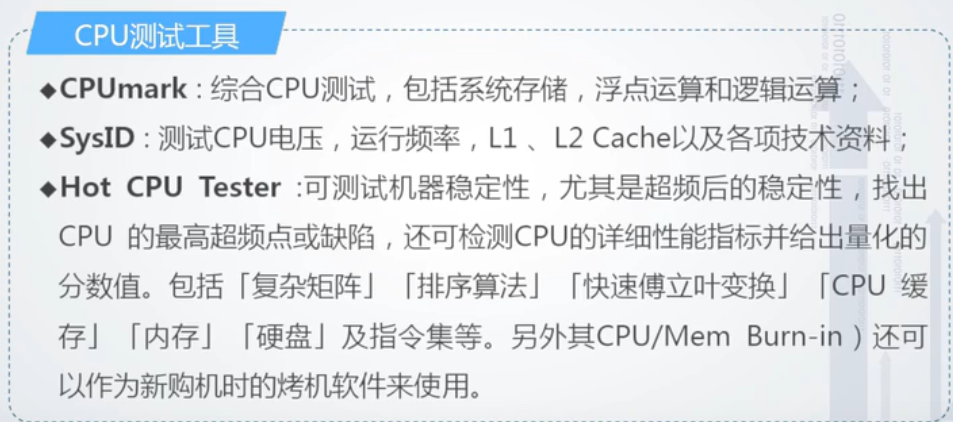 CPU测试工具
◆CPUmark：综合CPU测试，包括系统存储，浮点运算和逻辑运算；
◆SysID：测试CPU电压，运行频率，L1 、L2 Cache以及各项技术资料；
◆Hot CPU Tester :可测试机器稳定性，尤其是超频后的稳定性，找出
CPU 的最高超频点或缺陷，还可检测CPU的详细性能指标并给出量化的
分数值。包括「复杂矩阵」「排序算法」「快速傅立叶变换」「CPU 缓
存」「内存」「硬盘」及指令集等。另外其CPU/Mem Burn-in）还可
以作为新购机时的烤机软件来使用。